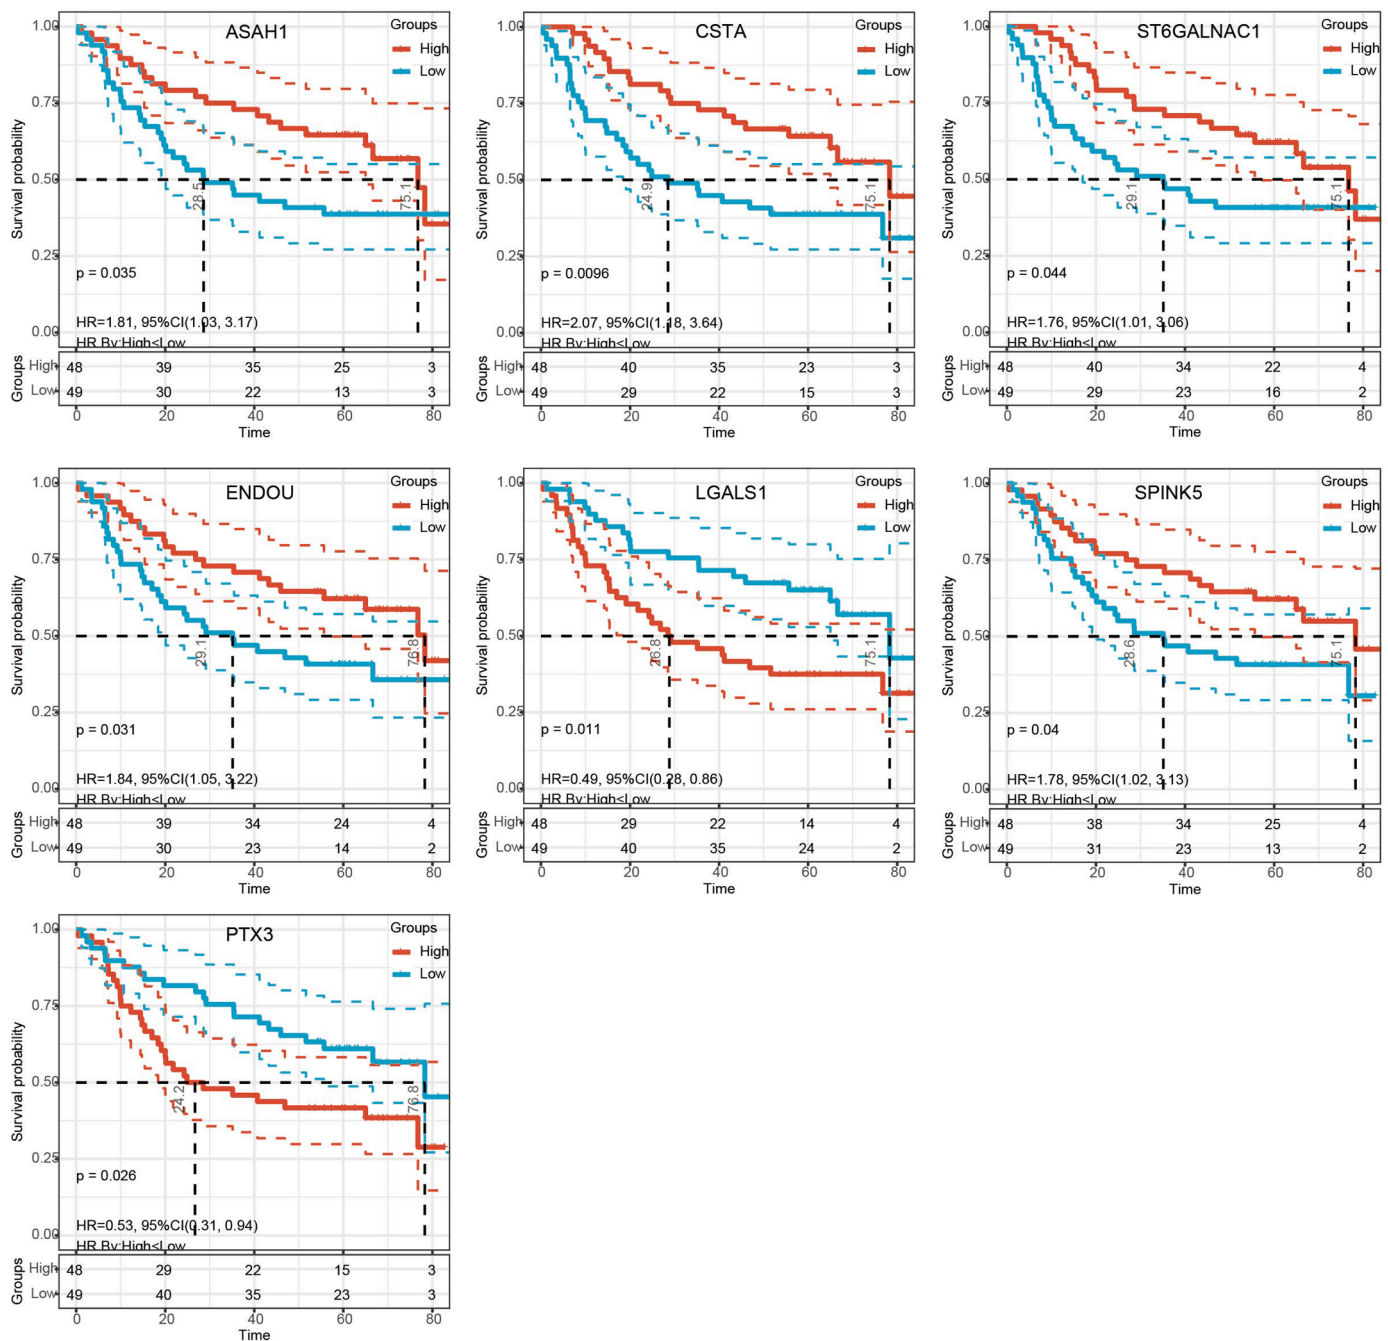 ASAH1
Groups
High
Low
1.00
0.75
0.50
0.25
0.00
Survival probability
28.5
75.1
p = 0.035
HR=1.81, 95%CI(1.03, 3.17)
HR By:High<Low
Groups
High 48 39 35 25 3
Low 49 30 22 13 3
0 20 40 60 80
Time
CSTA
Groups
High
Low
1.00
0.75
0.50
0.25
0.00
Survival probability
24.9
75.1
p = 0.0096
HR=2.07, 95%CI(1.18, 3.64)
HR By:High<Low
Groups
High 48 40 35 23 3
Low 49 29 22 15 3
0 20 40 60 80
Time
ST6GALNAC1
Groups
High
Low
1.00
0.75
0.50
0.25
0.00
Survival probability
29.1
75.1
p = 0.044
HR=1.76, 95%CI(1.01, 3.06)
HR By:High<Low
Groups
High 48 40 34 22 4
Low 49 29 23 16 2
0 20 40 60 80
Time
ENDOU
Groups
High
Low
1.00
0.75
0.50
0.25
0.00
Survival probability
29.1
76.8
p = 0.031
HR=1.84, 95%CI(1.05, 3.22)
HR By:High<Low
Groups
High 48 39 34 24 4
Low 49 30 23 14 2
0 20 40 60 80
Time
LGALS1
Groups
High
Low
1.00
0.75
0.50
0.25
0.00
Survival probability
26.8
75.1
p = 0.011
HR=0.49, 95%CI(0.28, 0.86)
HR By:High<Low
Groups
High 48 29 22 14 4
Low 49 40 35 24 2
0 20 40 60 80
Time
SPINK5
Groups
High
Low
1.00
0.75
0.50
0.25
0.00
Survival probability
28.6
75.1
p = 0.04
HR=1.78, 95%CI(1.02, 3.13)
HR By:High<Low
Groups
High 48 38 34 25 4
Low 49 31 23 13 2
0 20 40 60 80
Time
PTX3
Groups
High
Low
1.00
0.75
0.50
0.25
0.00
Survival probability
24.2
76.8
p = 0.026
HR=0.53, 95%CI(0.31, 0.94)
HR By:High<Low
Groups
High 48 29 22 15 3
Low 49 40 35 23 3
0 20 40 60 80
Time